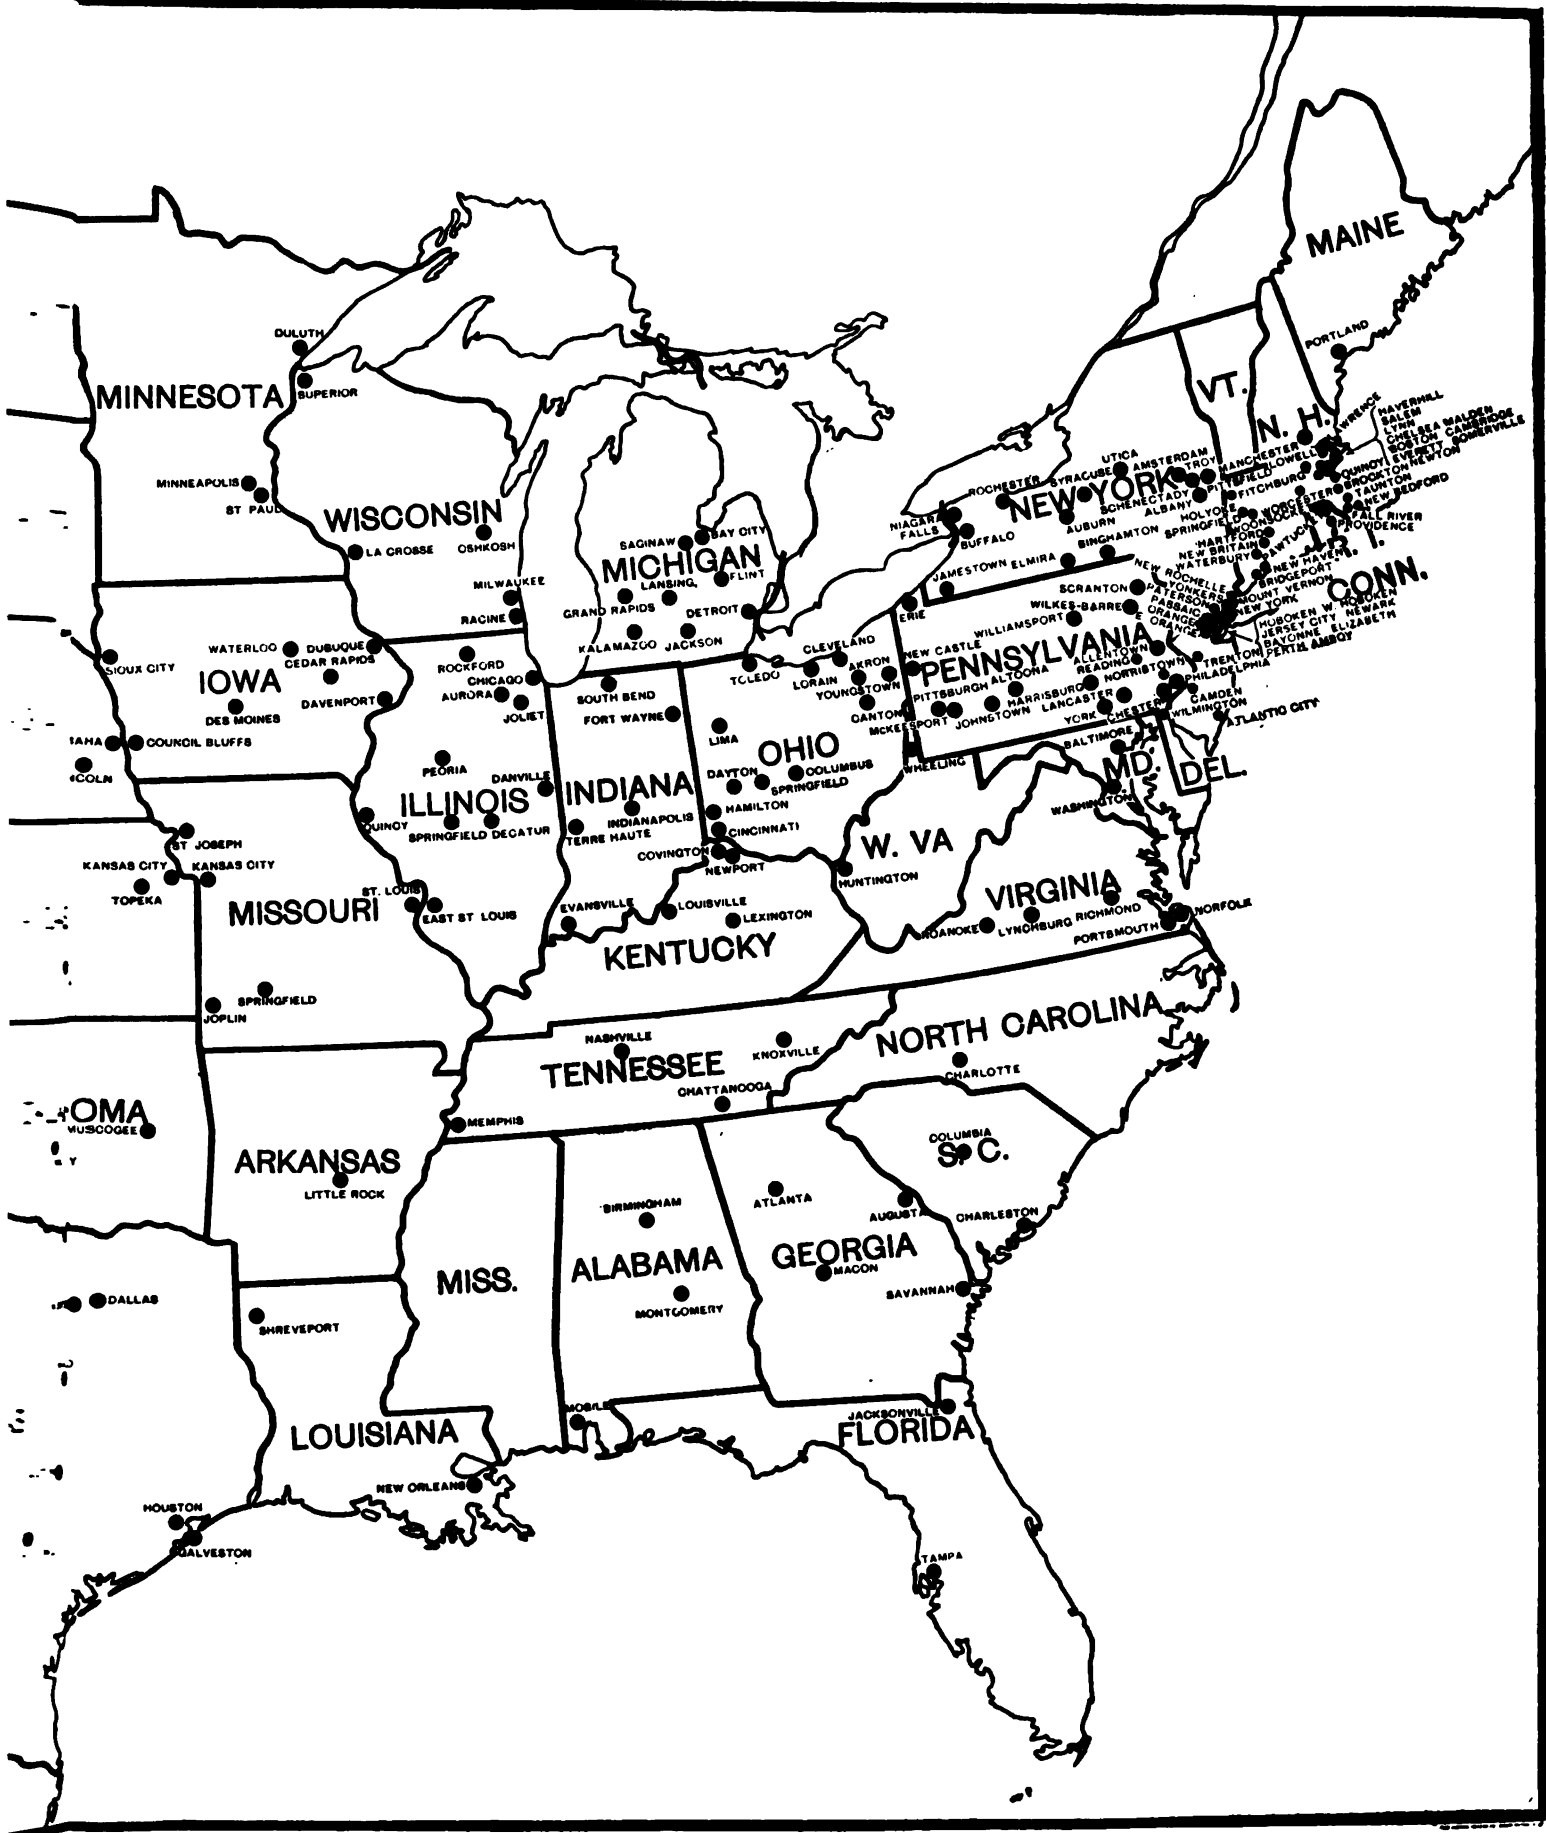 MAINE
PORTLAND
DULUTH
MINNESOTA
SUPERIOR
VT.
N. H.
HAVERHILL
SALEM
LYNN
CHELSEA MALDEN
BOSTON CAMBRIDGE
QUINCY EVERETT SOMERVILLE
BROCKTON NEWTON
TAUNTON
NEW BEDFORD
FALL RIVER
PROVIDENCE
MANCHESTER
LOWELL
FITCHBURG
WORCESTER
WOONSOCKET
UTICA
AMSTERDAM
TROY
ROCHESTER
SYRACUSE
NEW YORK
SCHENECTADY
PITTSFIELD
ALBANY
AUBURN
HOLYOKE
SPRINGFIELD
HARTFORD
NEW BRITAIN
WATERBURY
NEW HAVEN
BRIDGEPORT
CONN.
NIAGARA
FALLS
BUFFALO
BINGHAMTON
JAMESTOWN ELMIRA
MINNEAPOLIS
ST PAUL
WISCONSIN
LA CROSSE
OSHKOSH
SAGINAW
BAY CITY
MICHIGAN
LANSING
FLINT
MILWAUKEE
GRAND RAPIDS
DETROIT
RACINE
KALAMAZOO
JACKSON
ERIE
SCRANTON
NEW ROCHELLE
YONKERS
PATERSON
PASSAIC
MOUNT VERNON
NEW YORK
E ORANGE
ORANGE
HOBOKEN W. HOBOKEN
JERSEY CITY NEWARK
BAYONNE ELIZABETH
PERTH AMBOY
WILKES-BARRE
WILLIAMSPORT
WATERLOO
DUBUQUE
CEDAR RAPIDS
SIOUX CITY
IOWA
DES MOINES
DAVENPORT
ROCKFORD
CHICAGO
AURORA
JOLIET
SOUTH BEND
FORT WAYNE
TOLEDO
CLEVELAND
LORAIN
AKRON
YOUNGSTOWN
CANTON
NEW CASTLE
PENNSYLVANIA
ALLENTOWN
READING
NORRISTOWN
TRENTON
PHILADELPHIA
PITTSBURGH
ALTOONA
HARRISBURG
LANCASTER
MCKEESPORT
JOHNSTOWN
YORK
CHESTER
CAMDEN
WILMINGTON
ATLANTIC CITY
COUNCIL BLUFFS
LIMA
OHIO
WHEELING
BALTIMORE
MD.
DEL.
WASHINGTON
PEORIA
DANVILLE
ILLINOIS
INDIANA
DAYTON
COLUMBUS
SPRINGFIELD
QUINCY
SPRINGFIELD DECATUR
INDIANAPOLIS
TERRE HAUTE
HAMILTON
CINCINNATI
COVINGTON
NEWPORT
W. VA
HUNTINGTON
ST JOSEPH
KANSAS CITY
KANSAS CITY
TOPEKA
MISSOURI
ST. LOUIS
EAST ST LOUIS
EVANSVILLE
LOUISVILLE
LEXINGTON
KENTUCKY
VIRGINIA
ROANOKE
LYNCHBURG
RICHMOND
NORFOLK
PORTSMOUTH
SPRINGFIELD
JOPLIN
NASHVILLE
TENNESSEE
KNOXVILLE
CHATTANOOGA
MEMPHIS
NORTH CAROLINA
CHARLOTTE
OMA
MUSCOGEE
ARKANSAS
LITTLE ROCK
COLUMBIA
S. C.
BIRMINGHAM
ATLANTA
AUGUSTA
CHARLESTON
MISS.
ALABAMA
GEORGIA
MACON
SAVANNAH
MONTGOMERY
DALLAS
SHREVEPORT
LOUISIANA
MOBILE
JACKSONVILLE
FLORIDA
NEW ORLEANS
HOUSTON
GALVESTON
TAMPA